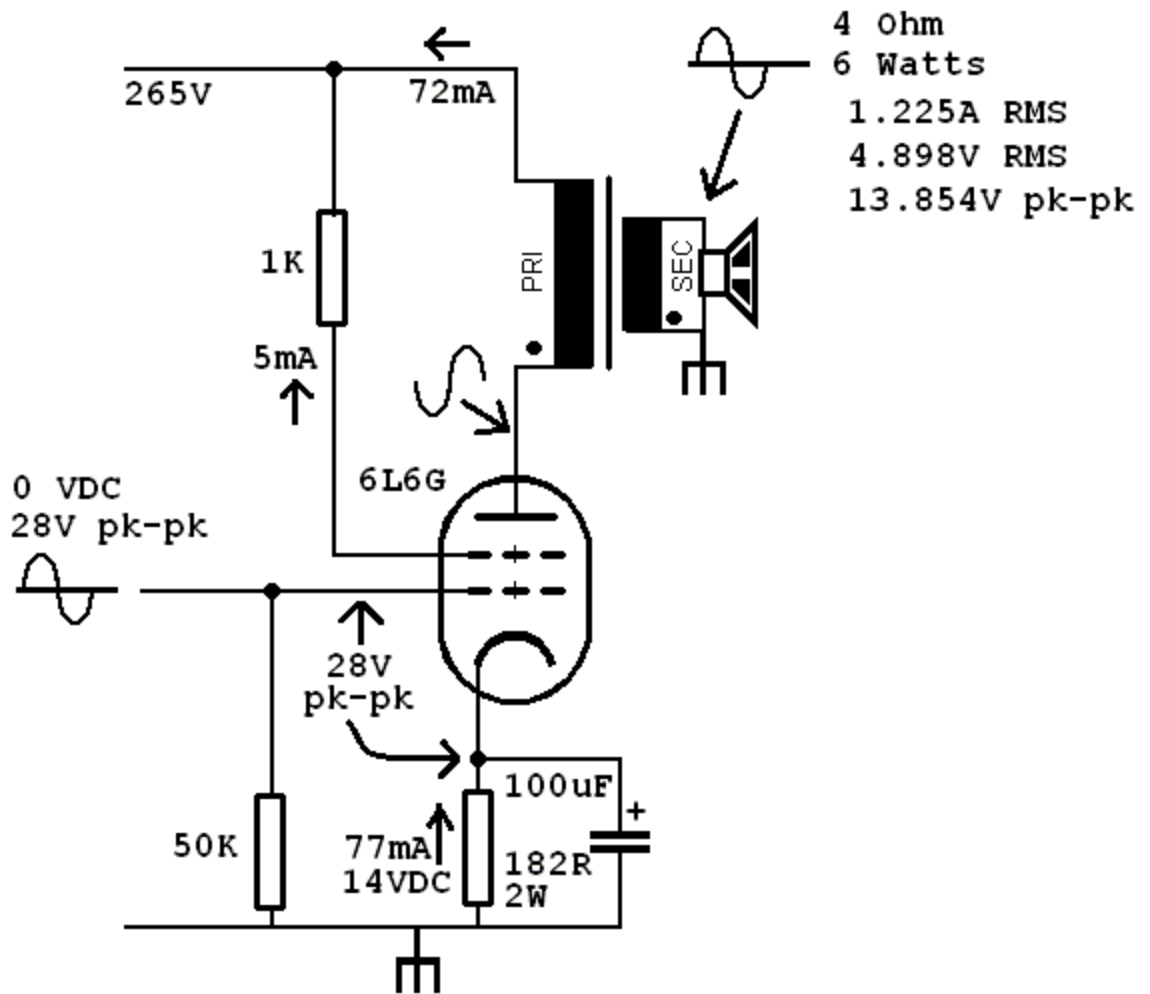 4 Ohm
6 Watts
1.225A RMS
4.898V RMS
13.854V pk-pk
265V
72mA
1K
PRI
SEC
5mA
6L6G
0 VDC
28V pk-pk
28V
pk-pk
100uF
+
50K
77mA
14VDC
182R
2W